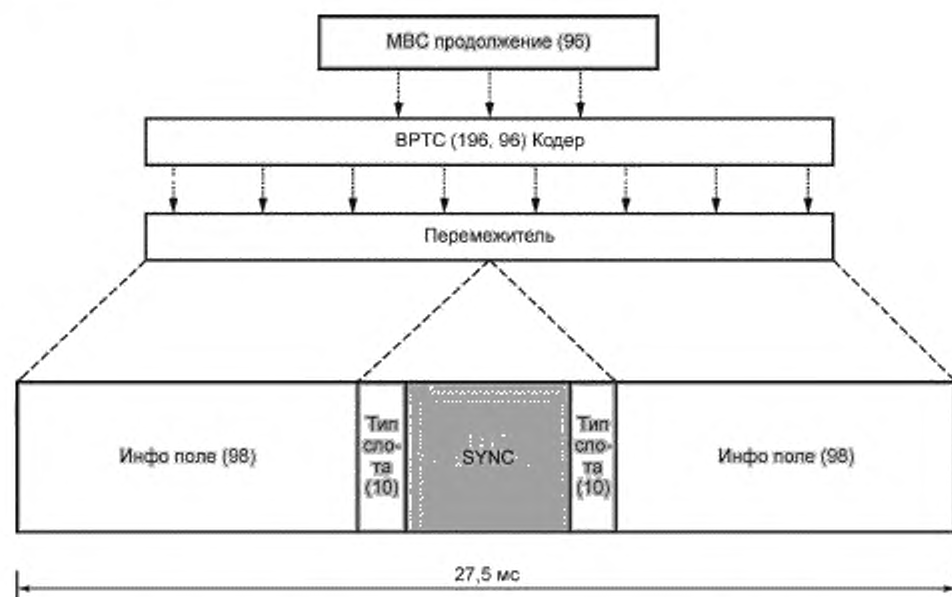 МВС продолжение (96)
ВРТС (196, 96) Кодер
Перемежитель
Инфо поле (98)
Тип
сло-
та
(10)
SYNC
Тип
сло-
та
(10)
Инфо поле (98)
27,5 мс